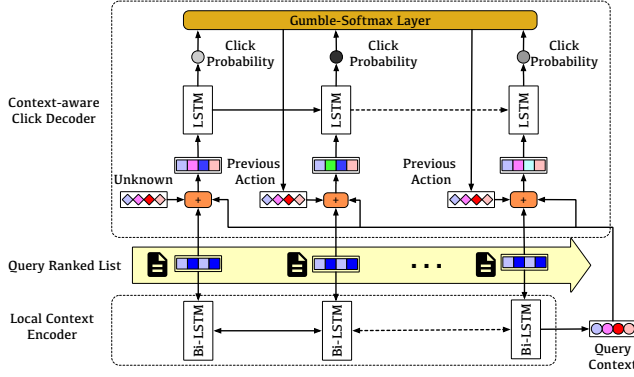 Gumble-Softmax Layer
Click
Probability
Click
Probability
Click
Probability
Context-aware
Click Decoder
LSTM
LSTM
LSTM
Unknown
Previous
Action
Previous
Action
+
+
+
Query Ranked List
. . .
Local Context
Encoder
Bi-LSTM
Bi-LSTM
Bi-LSTM
Query
Context